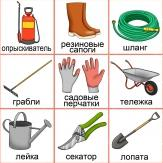 опрыскиватель
резиновые
сапоги
шланг
грабли
садовые
перчатки
тележка
лейка
секатор
лопата